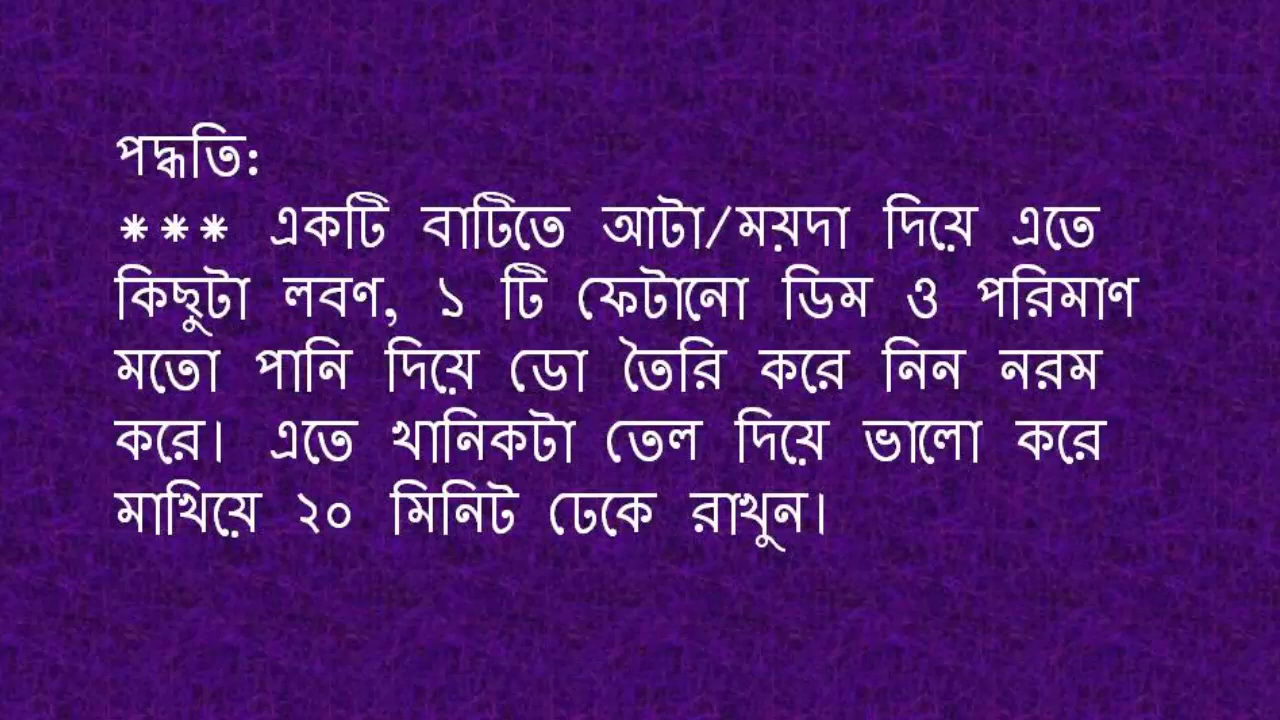 পদ্ধতি:
*** একটি বাটিতে আটা/ময়দা দিয়ে এতে
কিছুটা লবণ, ১ টি ফেটানো ডিম ও পরিমাণ
মতো পানি দিয়ে ডো তৈরি করে নিন নরম
করে। এতে খানিকটা তেল দিয়ে ভালো করে
মাখিয়ে ২০ মিনিট ঢেকে রাখুন।